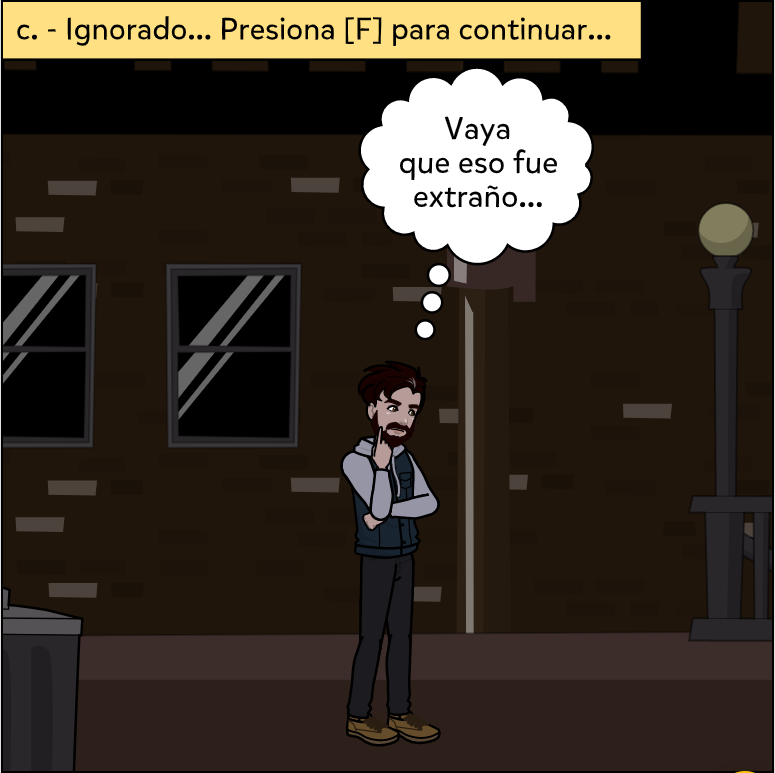 c. - Ignorado... Presiona [F] para continuar...
Vaya
que eso fue
extraño...